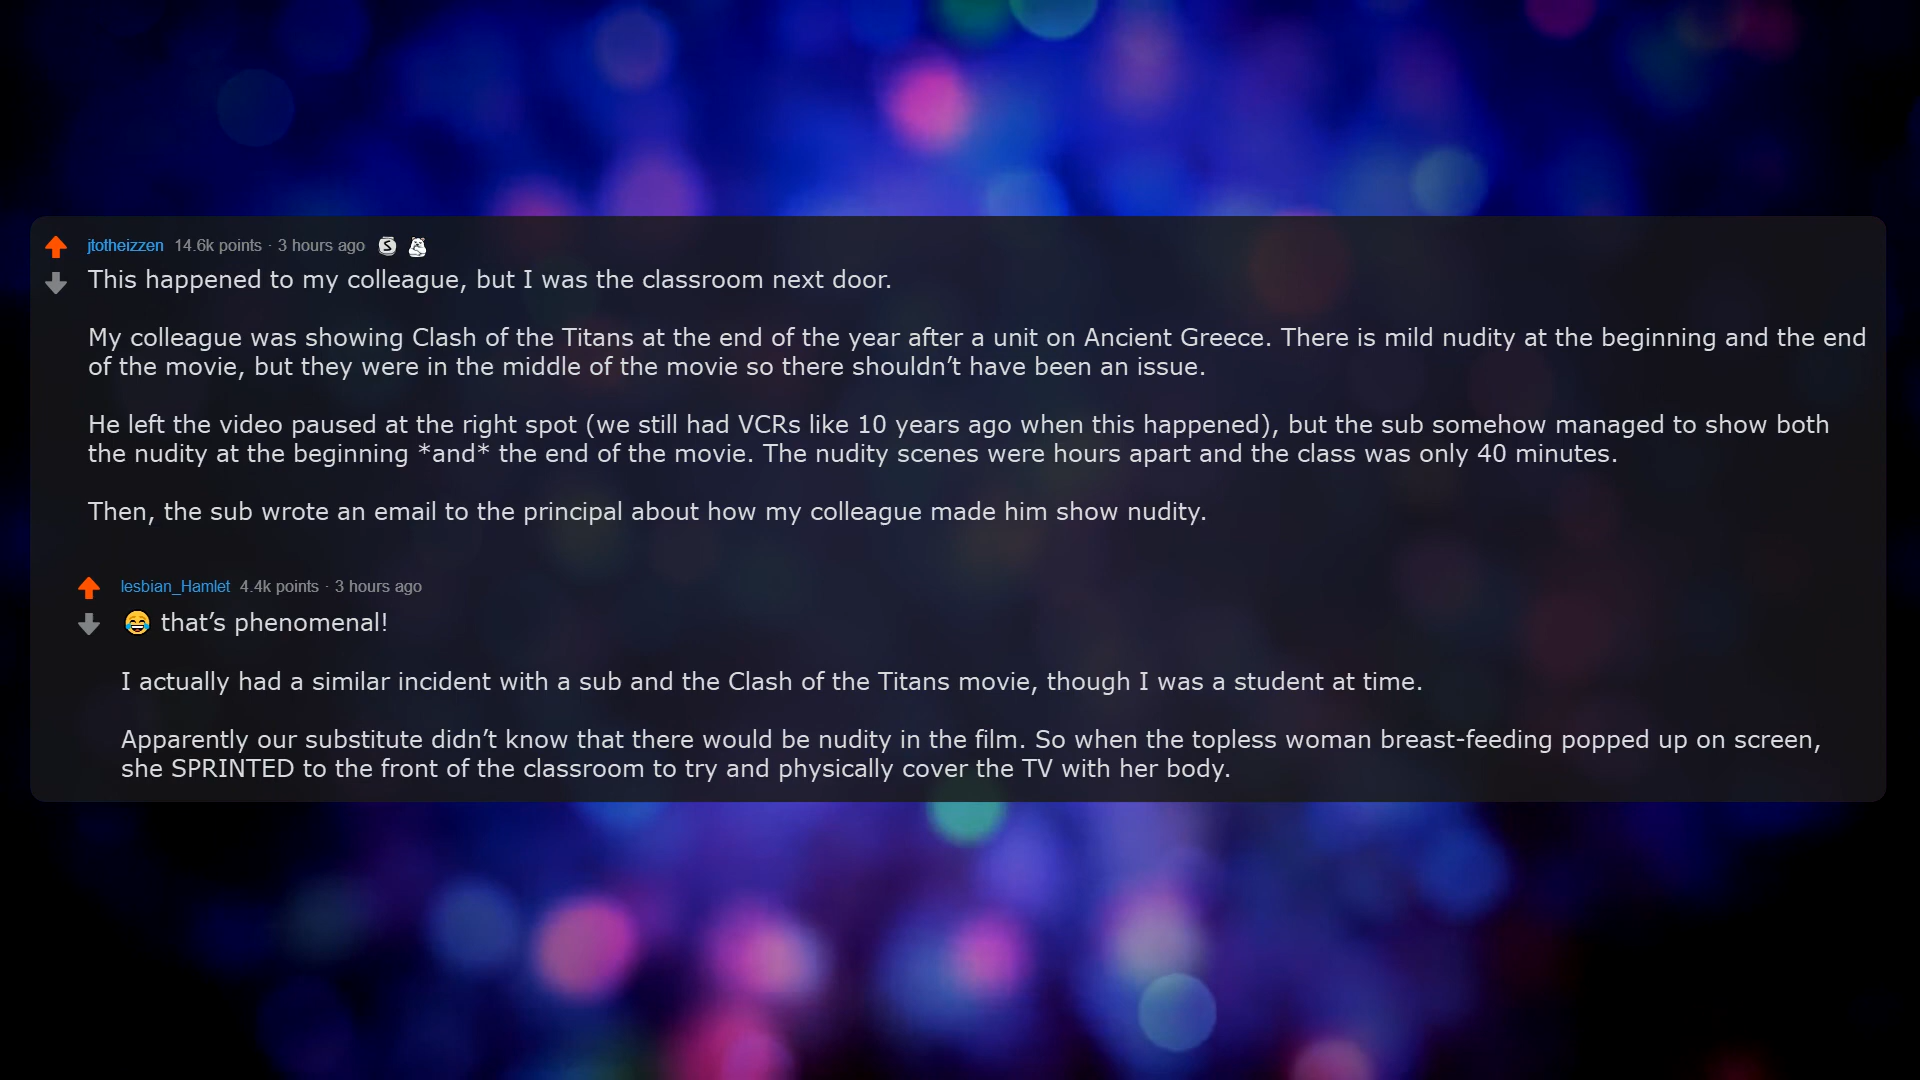 jtotheizzen 14.6k points · 3 hours ago S
This happened to my colleague, but I was the classroom next door.
My colleague was showing Clash of the Titans at the end of the year after a unit on Ancient Greece. There is mild nudity at the beginning and the end
of the movie, but they were in the middle of the movie so there shouldn’t have been an issue.
He left the video paused at the right spot (we still had VCRs like 10 years ago when this happened), but the sub somehow managed to show both
the nudity at the beginning *and* the end of the movie. The nudity scenes were hours apart and the class was only 40 minutes.
Then, the sub wrote an email to the principal about how my colleague made him show nudity.
lesbian_Hamlet 4.4k points · 3 hours ago
😂 that’s phenomenal!
I actually had a similar incident with a sub and the Clash of the Titans movie, though I was a student at time.
Apparently our substitute didn’t know that there would be nudity in the film. So when the topless woman breast-feeding popped up on screen,
she SPRINTED to the front of the classroom to try and physically cover the TV with her body.